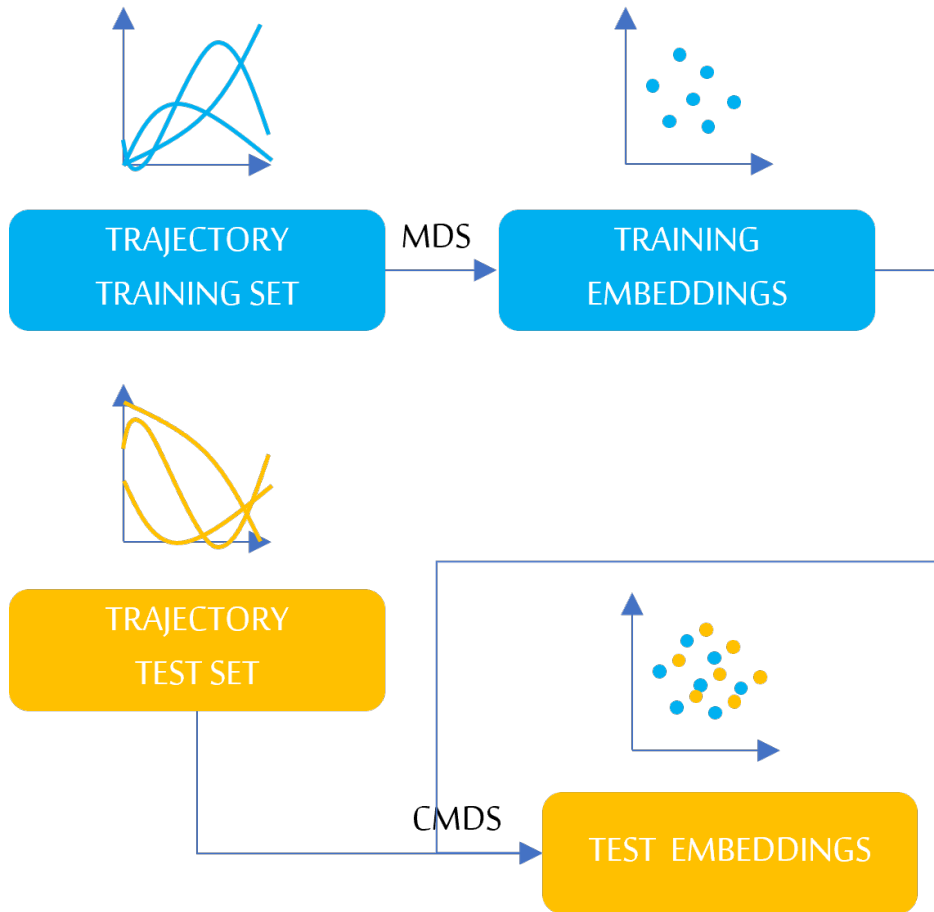 TRAJECTORY
TRAINING SET
MDS
TRAINING
EMBEDDINGS
TRAJECTORY
TEST SET
CMDS
TEST EMBEDDINGS